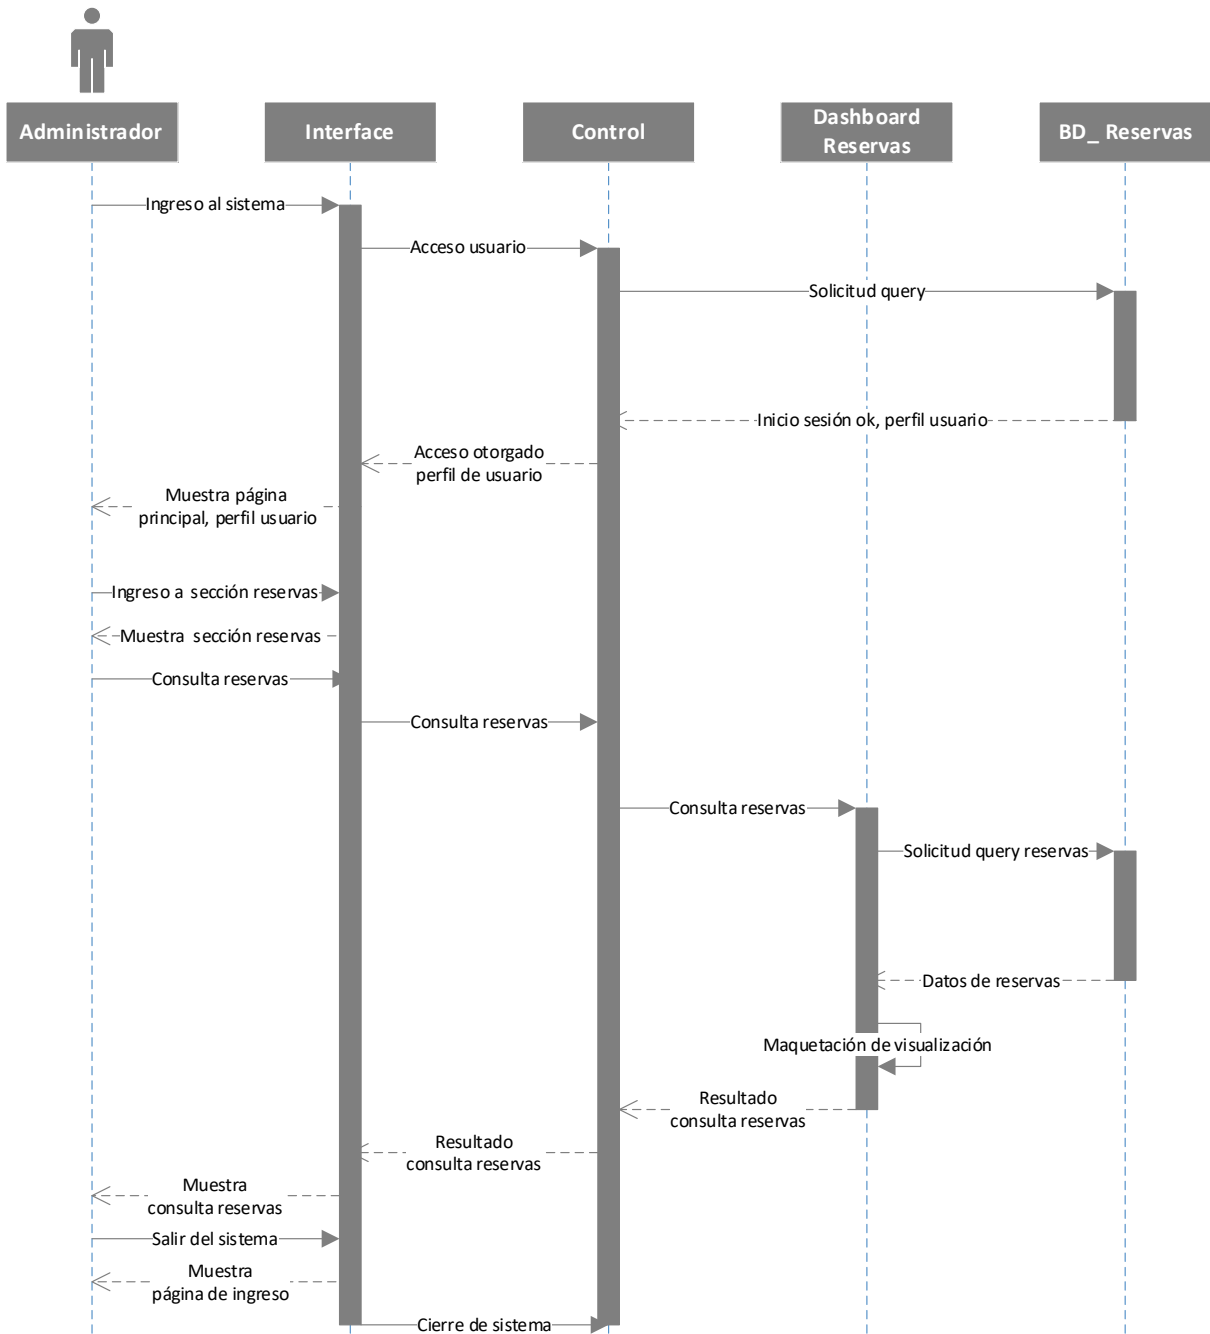 Administrador
Interface
Control
Dashboard
Reservas
BD_ Reservas
Ingreso al sistema
Acceso usuario
Solicitud query
Inicio sesión ok, perfil usuario
Acceso otorgado
perfil de usuario
Muestra página
principal, perfil usuario
Ingreso a sección reservas
Muestra sección reservas
Consulta reservas
Consulta reservas
Consulta reservas
Solicitud query reservas
Datos de reservas
Maquetación de visualización
Resultado
consulta reservas
Resultado
consulta reservas
Muestra
consulta reservas
Salir del sistema
Muestra
página de ingreso
Cierre de sistema